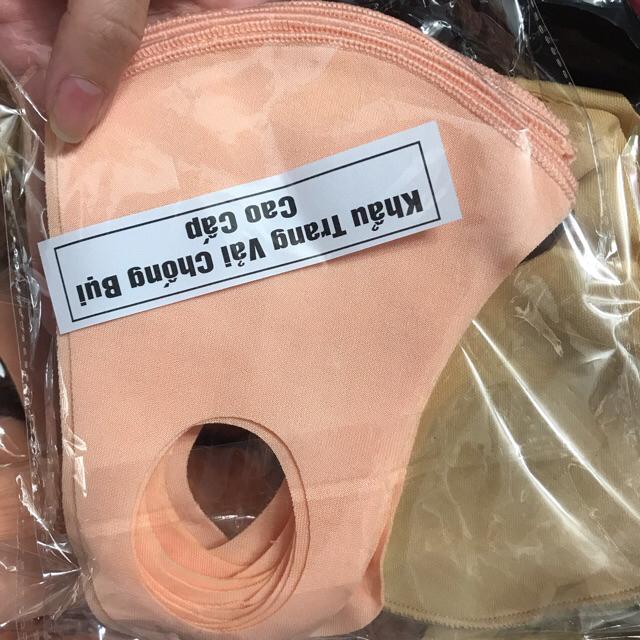 Khẩu Trang Vải Chống Bụi
Cao Cấp